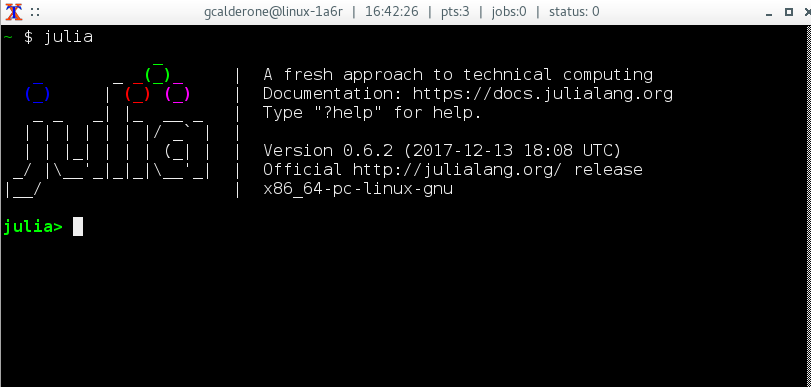 gcalderone@linux-1a6r | 16:42:26 | pts:3 | jobs:0 | status: 0
~ $ julia
               _
   _       _ _(_)_     |  A fresh approach to technical computing
  (_)     | (_) (_)    |  Documentation: https://docs.julialang.org
   _ _   _| |_  __ _   |  Type "?help" for help.
  | | | | | | |/ _` |  |
  | | |_| | | | (_| |  |  Version 0.6.2 (2017-12-13 18:08 UTC)
 _/ |\__'_|_|_|\__'_|  |  Official http://julialang.org/ release
|__/                   |  x86_64-pc-linux-gnu
julia>